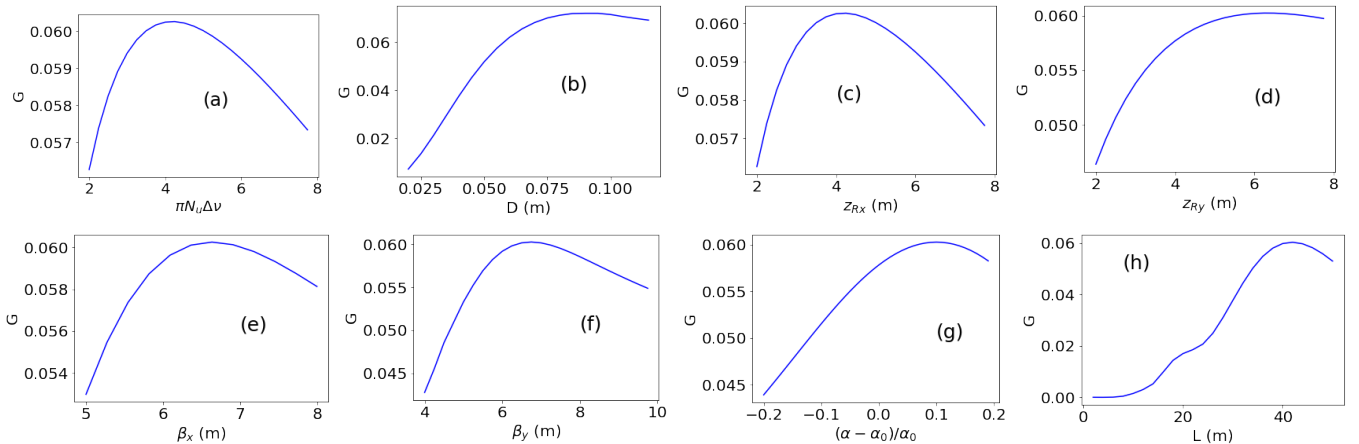 0.060
0.059
0.058
0.057
G
(a)
2 4 6 8
πN_uΔν
0.06
0.04
0.02
G
(b)
0.025 0.050 0.075 0.100
D (m)
0.060
0.059
0.058
0.057
G
(c)
2 4 6 8
z_{Rx} (m)
0.060
0.055
0.050
G
(d)
2 4 6 8
z_{Ry} (m)
0.060
0.058
0.056
0.054
G
(e)
5 6 7 8
β_x (m)
0.060
0.055
0.050
0.045
G
(f)
4 6 8 10
β_y (m)
0.060
0.055
0.050
0.045
G
(g)
−0.2 −0.1 0.0 0.1 0.2
(α − α_0)/α_0
0.06
0.04
0.02
0.00
G
(h)
0 20 40
L (m)